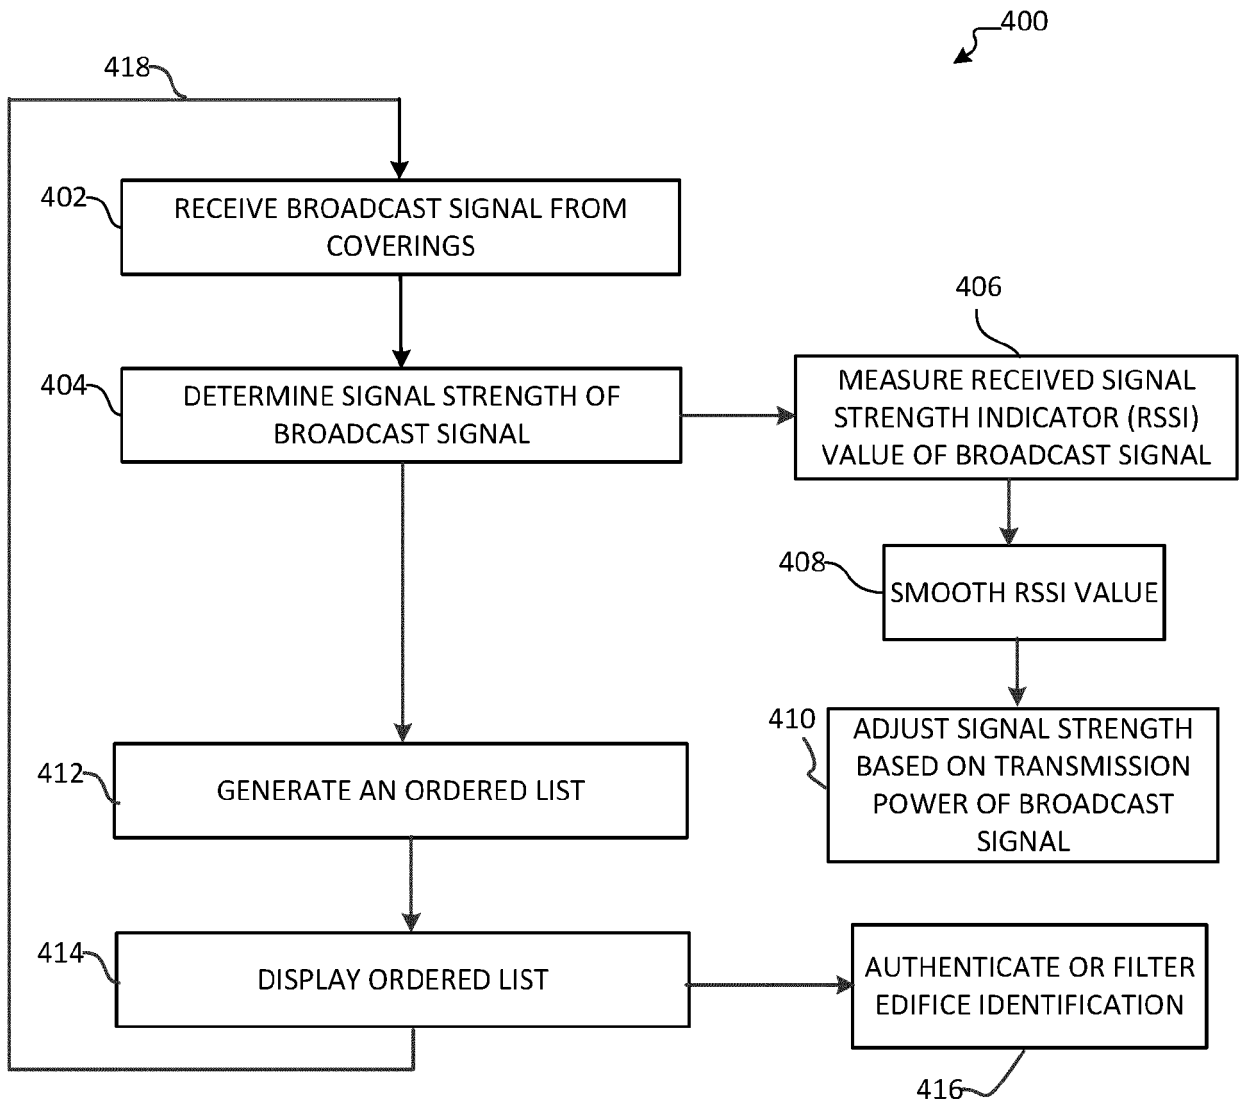 400
418
402
RECEIVE BROADCAST SIGNAL FROM
COVERINGS
404
DETERMINE SIGNAL STRENGTH OF
BROADCAST SIGNAL
406
MEASURE RECEIVED SIGNAL
STRENGTH INDICATOR (RSSI)
VALUE OF BROADCAST SIGNAL
408
SMOOTH RSSI VALUE
410
ADJUST SIGNAL STRENGTH
BASED ON TRANSMISSION
POWER OF BROADCAST
SIGNAL
412
GENERATE AN ORDERED LIST
414
DISPLAY ORDERED LIST
AUTHENTICATE OR FILTER
EDIFICE IDENTIFICATION
416